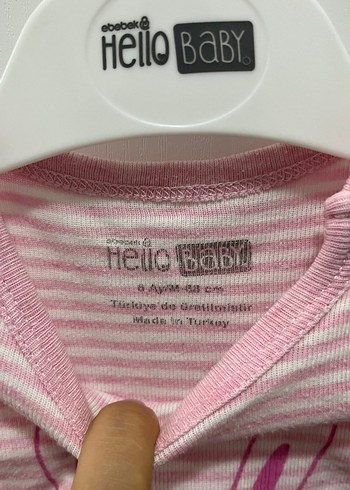 ebebek
Hello BABY
ebebek
Hello BABY
6 Ay/M-68 cm
Türkiye'de Üretilmiştir
Made in Turkey